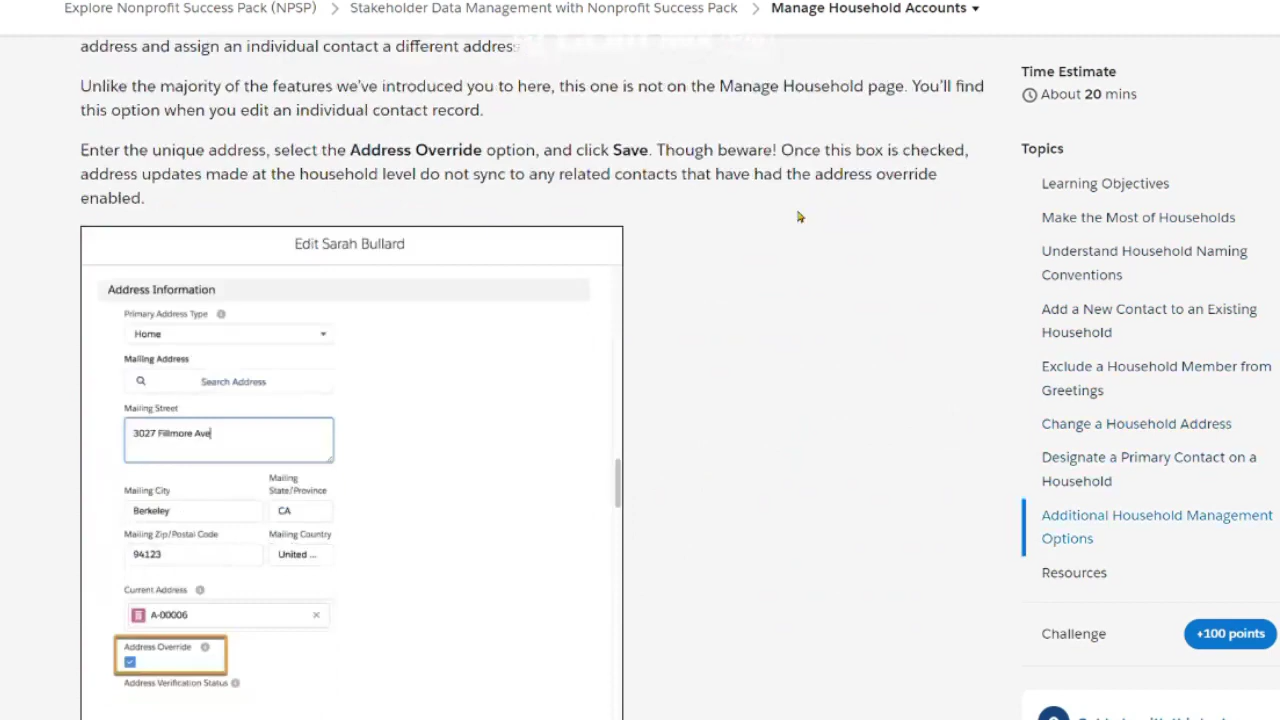 Explore Nonprofit Success Pack (NPSP) > Stakeholder Data Management with Nonprofit Success Pack > Manage Household Accounts
address and assign an individual contact a different address
Unlike the majority of the features we've introduced you to here, this one is not on the Manage Household page. You'll find
this option when you edit an individual contact record.
Enter the unique address, select the Address Override option, and click Save. Though beware! Once this box is checked,
address updates made at the household level do not sync to any related contacts that have had the address override
enabled.
Edit Sarah Bullard
Address Information
Primary Address Type
Home
Mailing Address
Search Address
Mailing Street
3027 Fillmore Ave
Mailing City
Mailing
State/Province
Berkeley
CA
Mailing Zip/Postal Code
Mailing Country
94123
United ...
Current Address
A-00006
Address Override
Address Verification Status
Time Estimate
About 20 mins
Topics
Learning Objectives
Make the Most of Households
Understand Household Naming
Conventions
Add a New Contact to an Existing
Household
Exclude a Household Member from
Greetings
Change a Household Address
Designate a Primary Contact on a
Household
Additional Household Management
Options
Resources
Challenge
+100 points